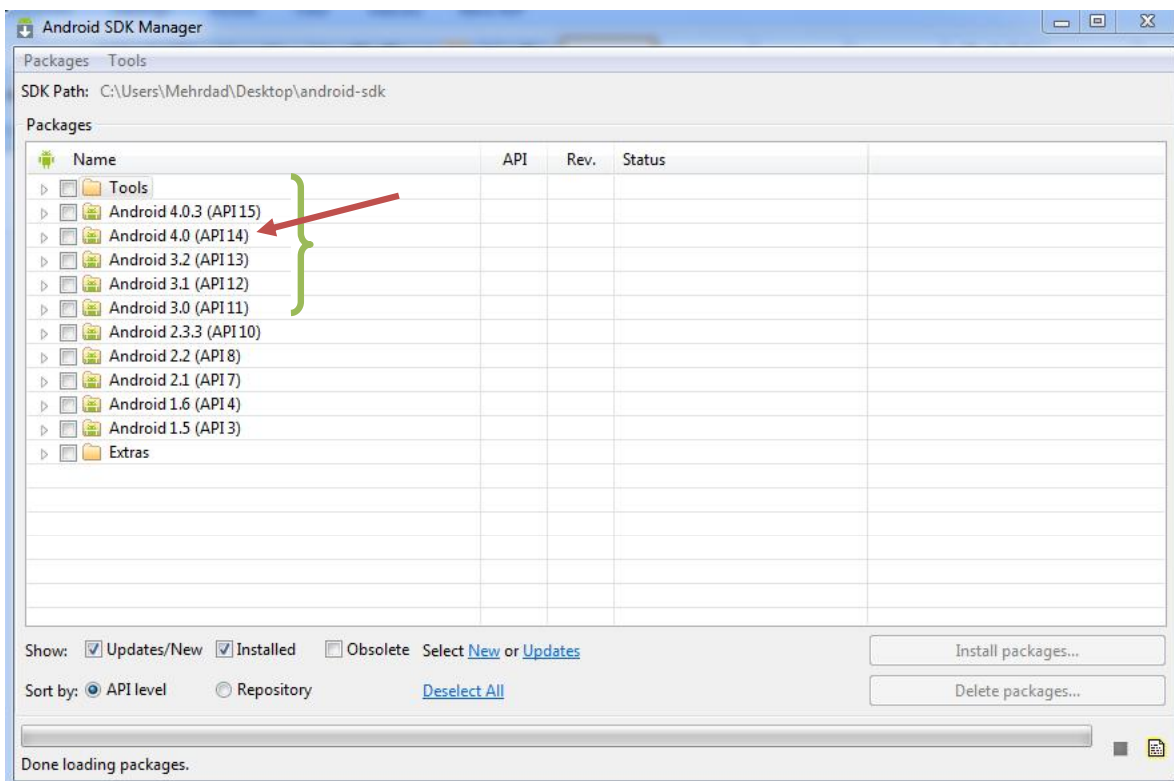 Android SDK Manager
Packages Tools
SDK Path: C:\Users\Mehrdad\Desktop\android-sdk
Packages
Name API Rev. Status
Tools
Android 4.0.3 (API 15)
Android 4.0 (API 14)
Android 3.2 (API 13)
Android 3.1 (API 12)
Android 3.0 (API 11)
Android 2.3.3 (API 10)
Android 2.2 (API 8)
Android 2.1 (API 7)
Android 1.6 (API 4)
Android 1.5 (API 3)
Extras
Show: Updates/New Installed Obsolete Select New or Updates Install packages...
Sort by: API level Repository Deselect All Delete packages...
Done loading packages.